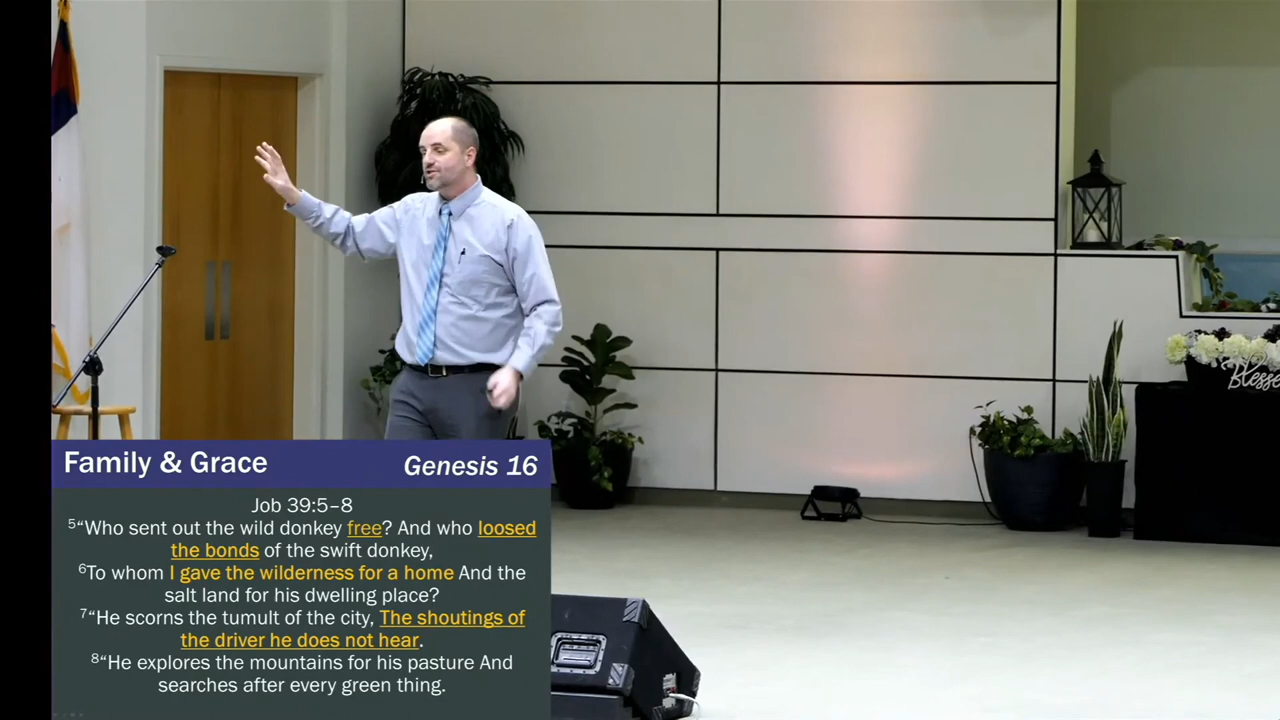 Family & Grace
Genesis 16
Job 39:5–8
5“Who sent out the wild donkey free? And who loosed
the bonds of the swift donkey,
6To whom I gave the wilderness for a home And the
salt land for his dwelling place?
7“He scorns the tumult of the city, The shoutings of
the driver he does not hear.
8“He explores the mountains for his pasture And
searches after every green thing.